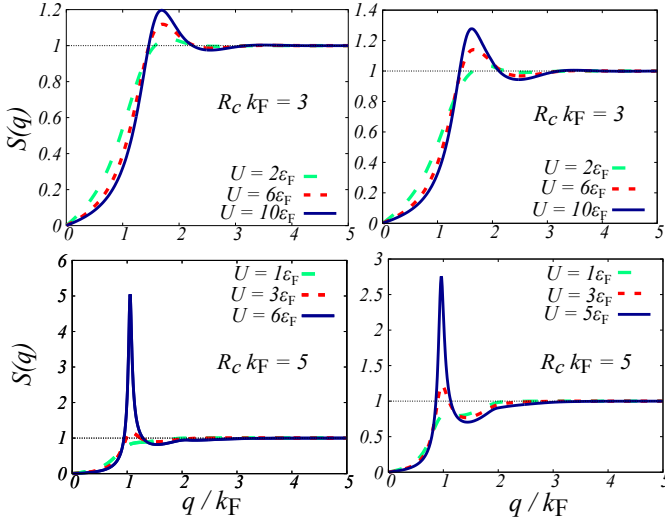 1.2
1
0.8
0.6
0.4
0.2
0
S(q)
R_c k_F = 3
U = 2ε_F
U = 6ε_F
U = 10ε_F
0 1 2 3 4 5
1.4
1.2
1
0.8
0.6
0.4
0.2
0
R_c k_F = 3
U = 2ε_F
U = 6ε_F
U = 10ε_F
0 1 2 3 4 5
6
5
4
3
2
1
0
S(q)
U = 1ε_F
U = 3ε_F
U = 6ε_F
R_c k_F = 5
0 1 2 3 4 5
q / k_F
3
2.5
2
1.5
1
0.5
0
U = 1ε_F
U = 3ε_F
U = 5ε_F
R_c k_F = 5
0 1 2 3 4 5
q / k_F